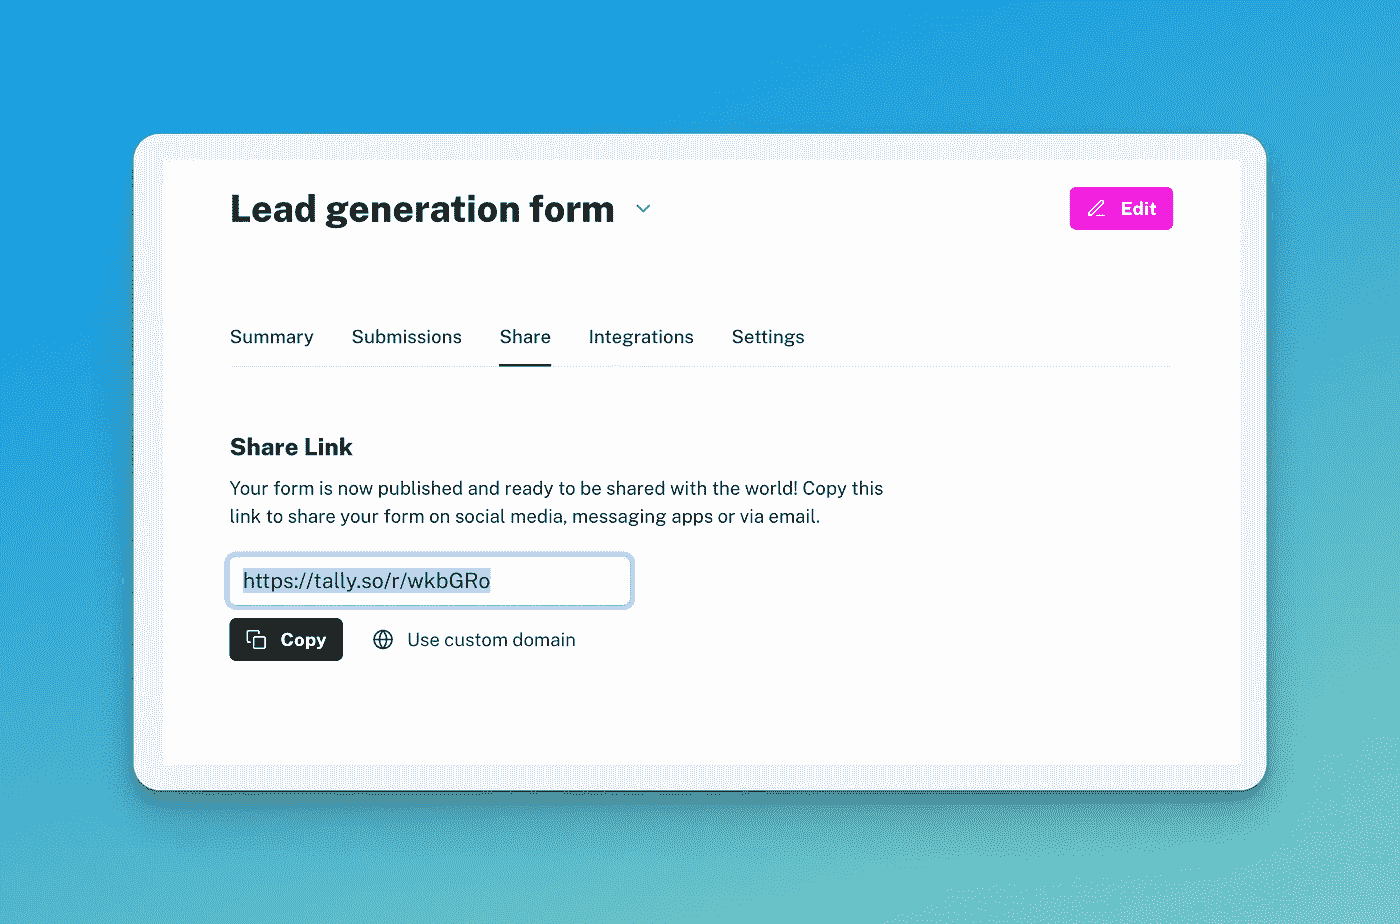 Lead generation form
Edit
Summary Submissions Share Integrations Settings
Share Link
Your form is now published and ready to be shared with the world! Copy this
link to share your form on social media, messaging apps or via email.
https://tally.so/r/wkbGRo
Copy Use custom domain